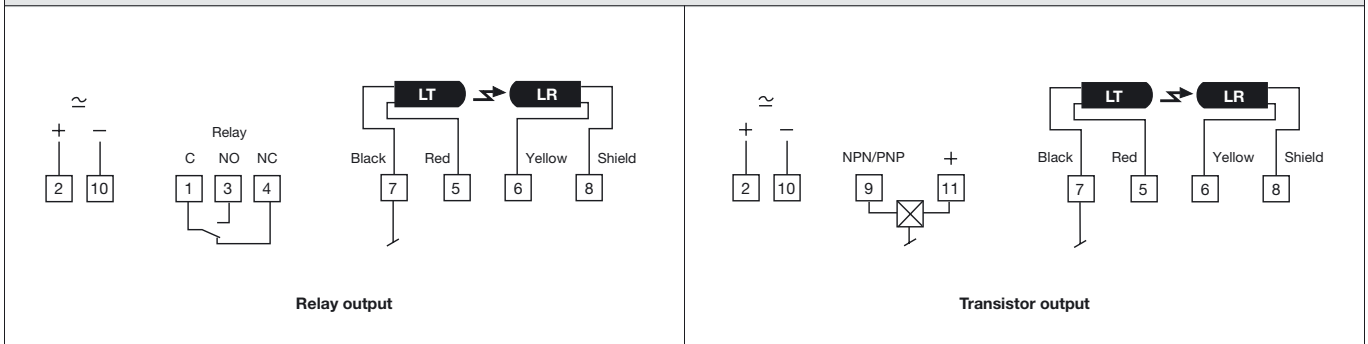 LT LR
≃
+ −
Relay
C NO NC
Black Red Yellow Shield
2 10 1 3 4 7 5 6 8
Relay output
LT LR
≃
+ −
NPN/PNP +
Black Red Yellow Shield
2 10 9 11 7 5 6 8
Transistor output